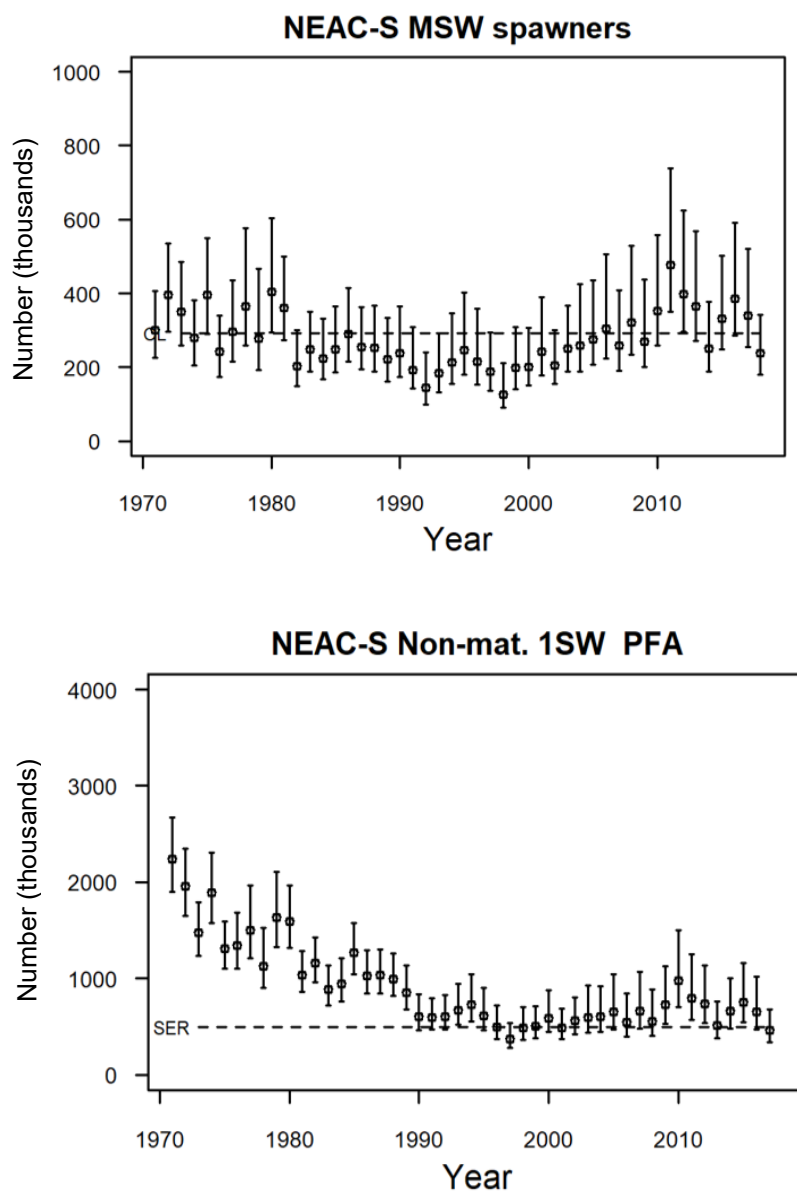 NEAC-S MSW spawners
Number (thousands)
1000
800
600
400
200
0
CL
1970 1980 1990 2000 2010
Year
NEAC-S Non-mat. 1SW PFA
Number (thousands)
4000
3000
2000
1000
0
SER
1970 1980 1990 2000 2010
Year